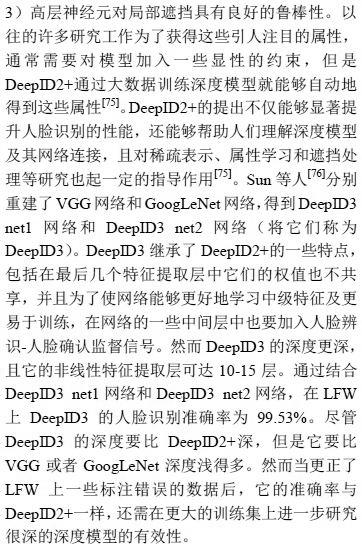 3）高层神经元对局部遮挡具有良好的鲁棒性。以
往的许多研究工作为了获得这些引人注目的属性，
通常需要对模型加入一些显性的约束，但是
DeepID2+通过大数据训练深度模型就能够自动地
得到这些属性[75]。DeepID2+的提出不仅能够显著提
升人脸识别的性能，还能够帮助人们理解深度模型
及其网络连接，且对稀疏表示、属性学习和遮挡处
理等研究也起一定的指导作用[75]。Sun 等人[76]分别
重建了 VGG 网络和 GoogLeNet 网络，得到 DeepID3
net1 网络和 DeepID3 net2 网络（将它们称为
DeepID3）。DeepID3 继承了 DeepID2+的一些特点，
包括在最后几个特征提取层中它们的权值也不共
享，并且为了使网络能够更好地学习中级特征及更
易于训练，在网络的一些中间层中也要加入人脸辨
识-人脸确认监督信号。然而 DeepID3 的深度更深，
且它的非线性特征提取层可达 10-15 层。通过结合
DeepID3 net1 网络和 DeepID3 net2 网络，在 LFW
上 DeepID3 的人脸识别准确率为 99.53%。尽管
DeepID3 的深度要比 DeepID2+深，但是它要比
VGG 或者 GoogLeNet 深度浅得多。然而当更正了
LFW 上一些标注错误的数据后，它的准确率与
DeepID2+一样，还需在更大的训练集上进一步研究
很深的深度模型的有效性。